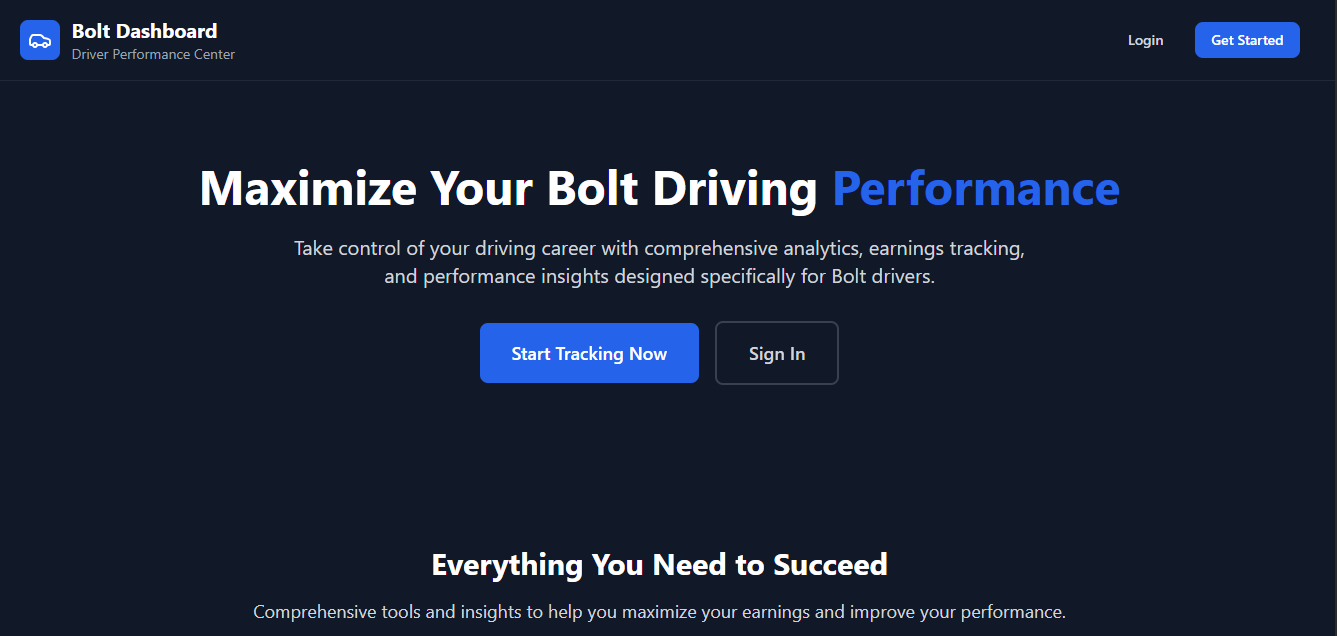 Bolt Dashboard
Driver Performance Center
Login
Get Started
Maximize Your Bolt Driving Performance
Take control of your driving career with comprehensive analytics, earnings tracking,
and performance insights designed specifically for Bolt drivers.
Start Tracking Now
Sign In
Everything You Need to Succeed
Comprehensive tools and insights to help you maximize your earnings and improve your performance.